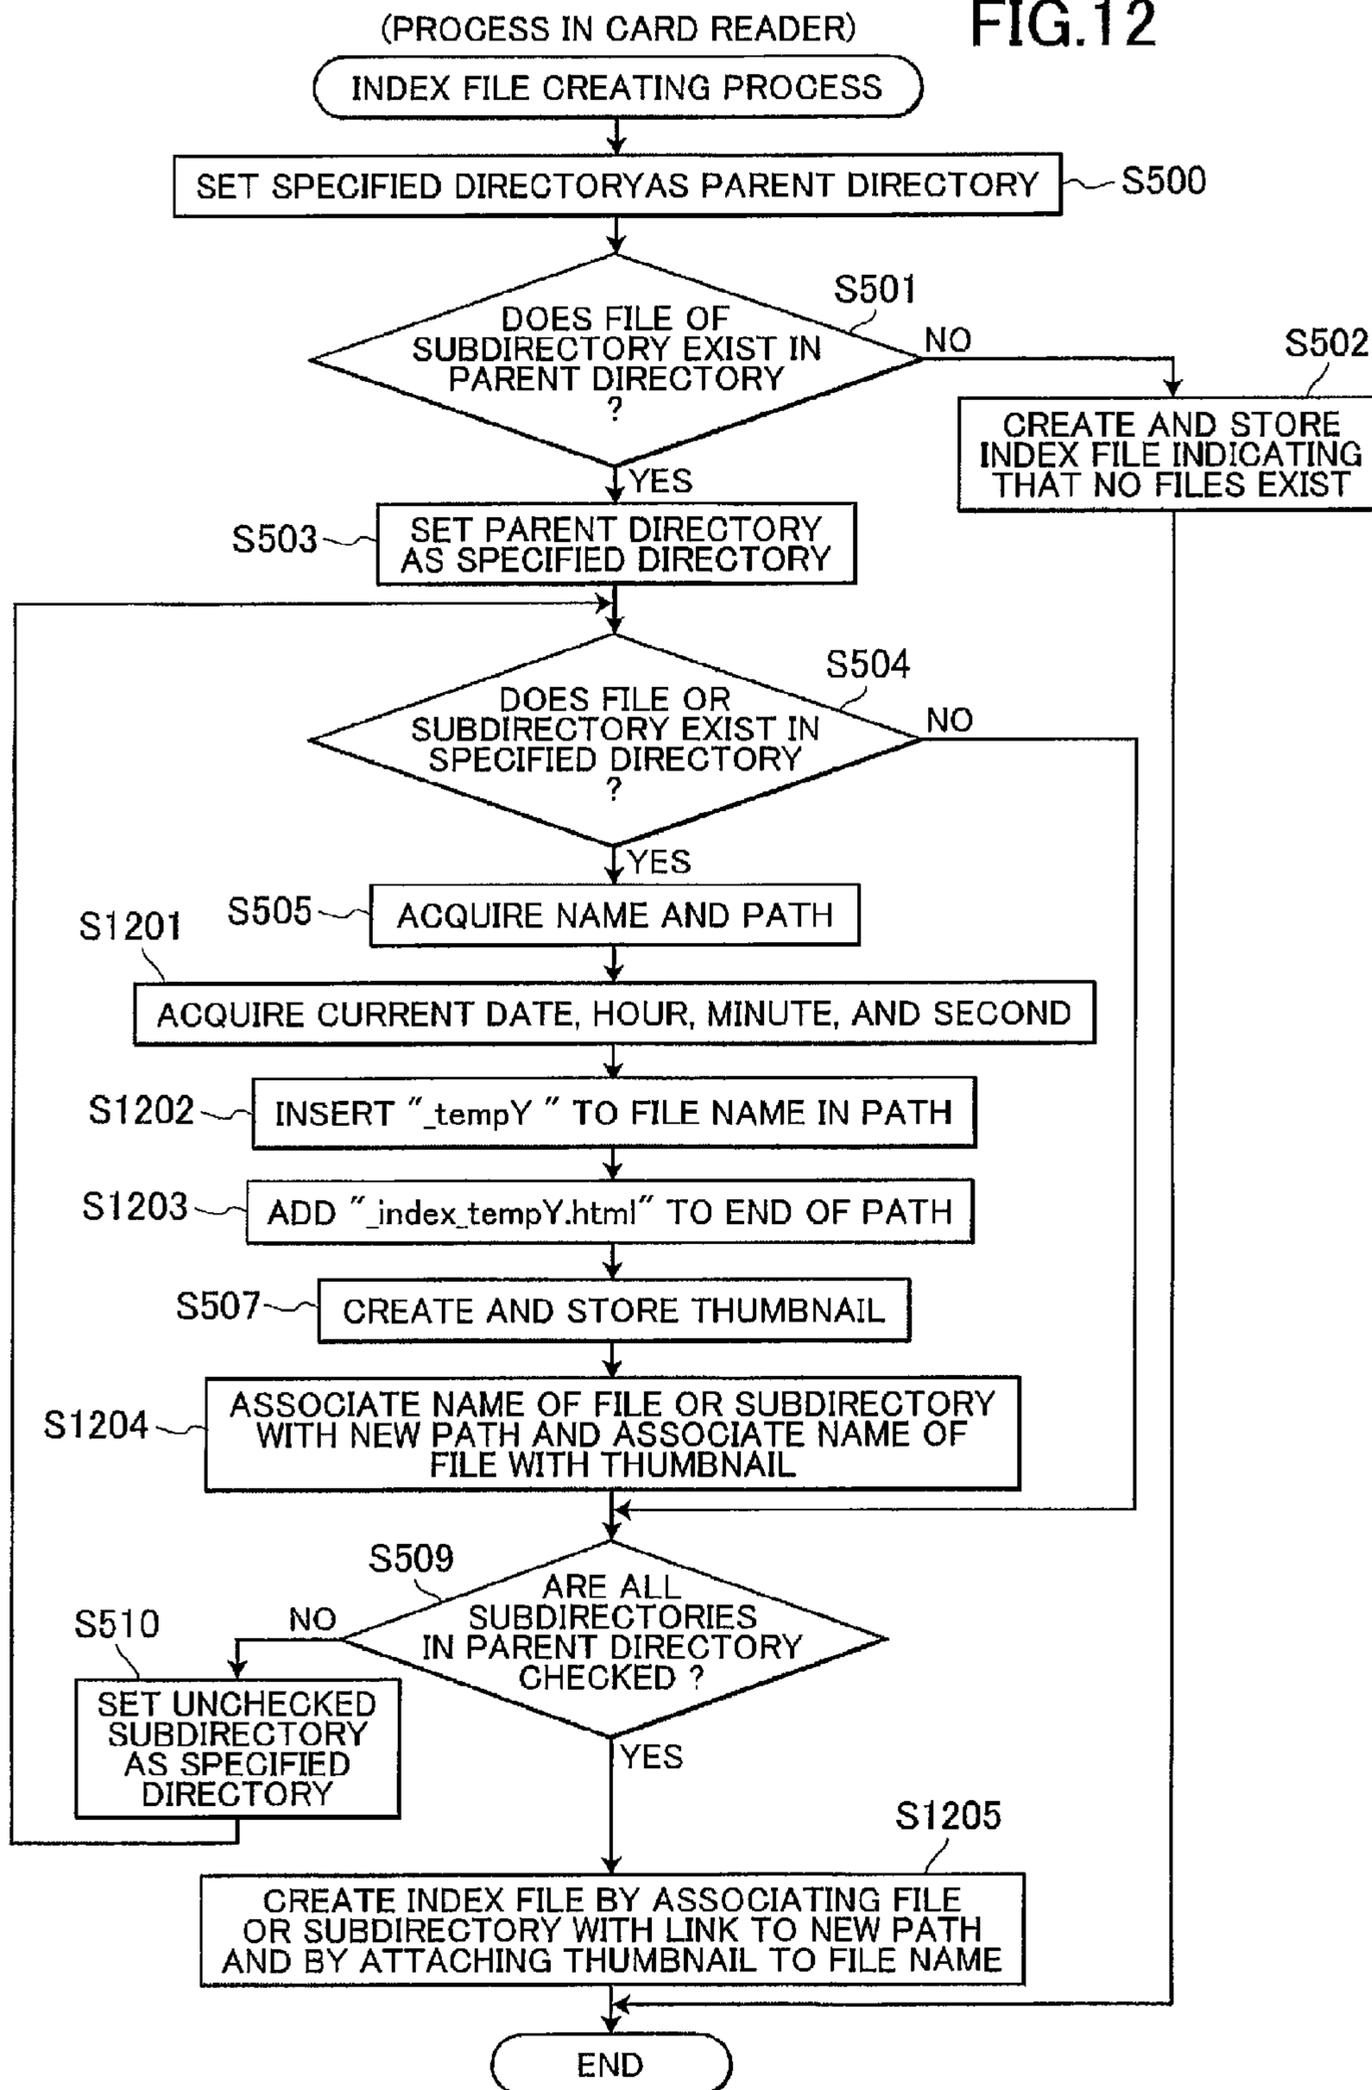 (PROCESS IN CARD READER)
FIG.12
INDEX FILE CREATING PROCESS
SET SPECIFIED DIRECTORYAS PARENT DIRECTORY
S500
S501
DOES FILE OF
SUBDIRECTORY EXIST IN
PARENT DIRECTORY
?
NO
S502
CREATE AND STORE
INDEX FILE INDICATING
THAT NO FILES EXIST
YES
S503
SET PARENT DIRECTORY
AS SPECIFIED DIRECTORY
S504
DOES FILE OR
SUBDIRECTORY EXIST IN
SPECIFIED DIRECTORY
?
NO
YES
S505
ACQUIRE NAME AND PATH
S1201
ACQUIRE CURRENT DATE, HOUR, MINUTE, AND SECOND
S1202
INSERT "_tempY " TO FILE NAME IN PATH
S1203
ADD "_index_tempY.html" TO END OF PATH
S507
CREATE AND STORE THUMBNAIL
S1204
ASSOCIATE NAME OF FILE OR SUBDIRECTORY
WITH NEW PATH AND ASSOCIATE NAME OF
FILE WITH THUMBNAIL
S509
ARE ALL
SUBDIRECTORIES
IN PARENT DIRECTORY
CHECKED ?
NO
S510
SET UNCHECKED
SUBDIRECTORY
AS SPECIFIED
DIRECTORY
YES
S1205
CREATE INDEX FILE BY ASSOCIATING FILE
OR SUBDIRECTORY WITH LINK TO NEW PATH
AND BY ATTACHING THUMBNAIL TO FILE NAME
END